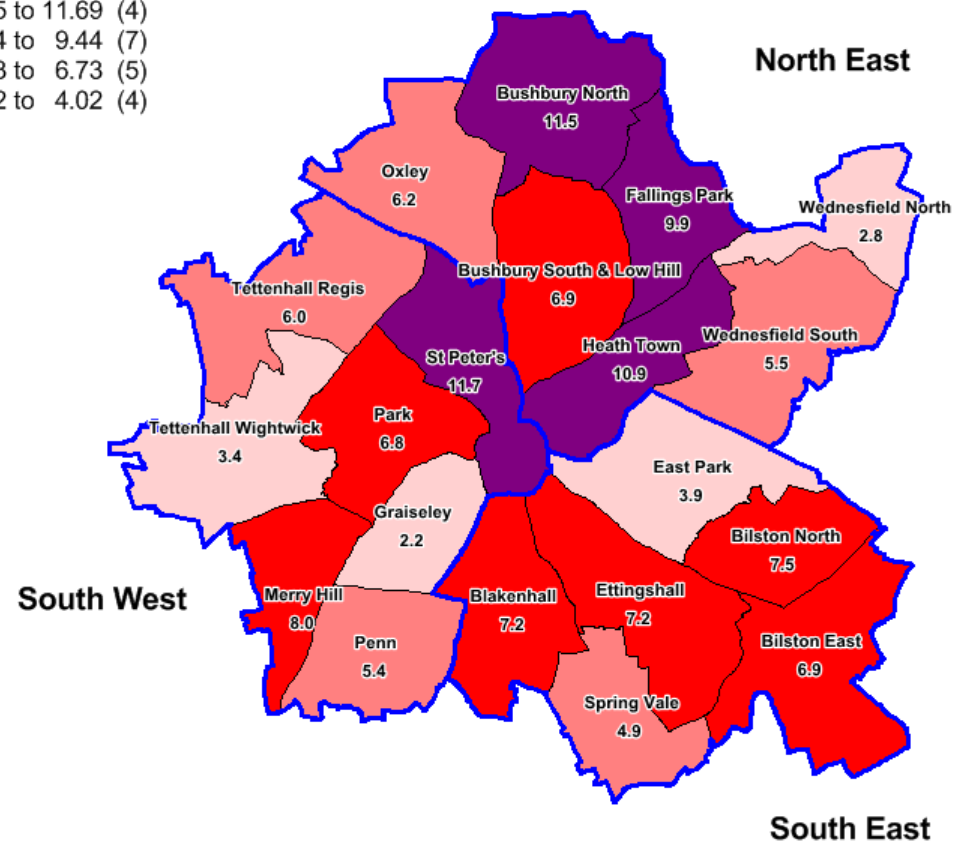 5 to 11.69 (4)
4 to 9.44 (7)
3 to 6.73 (5)
2 to 4.02 (4)
North East
Bushbury North
11.5
Oxley
6.2
Fallings Park
9.9
Wednesfield North
2.8
Bushbury South & Low Hill
6.9
Tettenhall Regis
6.0
Wednesfield South
5.5
Heath Town
10.9
St Peter's
11.7
Park
6.8
Tettenhall Wightwick
3.4
East Park
3.9
Graiseley
2.2
Bilston North
7.5
South West
Merry Hill
8.0
Blakenhall
7.2
Ettingshall
7.2
Penn
5.4
Bilston East
6.9
Spring Vale
4.9
South East